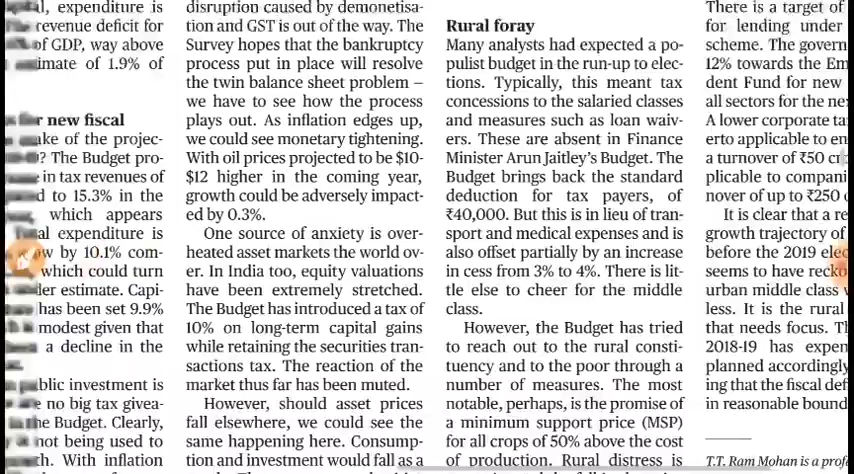 expenditure is
revenue deficit for
of GDP, way above
of 1.9% of
new fiscal
of the projec-
? The Budget pro-
in tax revenues of
to 15.3% in the
which appears
expenditure is
by 10.1% com-
which could turn
estimate. Capi-
has been set 9.9%
modest given that
a decline in the
investment is
no big tax givea-
the Budget. Clearly,
not being used to
With inflation
disruption caused by demonetisa-
tion and GST is out of the way. The
Survey hopes that the bankruptcy
process put in place will resolve
the twin balance sheet problem –
we have to see how the process
plays out. As inflation edges up,
we could see monetary tightening.
With oil prices projected to be $10-
$12 higher in the coming year,
growth could be adversely impact-
ed by 0.3%.
One source of anxiety is over-
heated asset markets the world ov-
er. In India too, equity valuations
have been extremely stretched.
The Budget has introduced a tax of
10% on long-term capital gains
while retaining the securities tran-
sactions tax. The reaction of the
market thus far has been muted.
However, should asset prices
fall elsewhere, we could see the
same happening here. Consump-
tion and investment would fall as a
Rural foray
Many analysts had expected a po-
pulist budget in the run-up to elec-
tions. Typically, this meant tax
concessions to the salaried classes
and measures such as loan waiv-
ers. These are absent in Finance
Minister Arun Jaitley's Budget. The
Budget brings back the standard
deduction for tax payers, of
₹40,000. But this is in lieu of tran-
sport and medical expenses and is
also offset partially by an increase
in cess from 3% to 4%. There is lit-
tle else to cheer for the middle
class.
However, the Budget has tried
to reach out to the rural consti-
tuency and to the poor through a
number of measures. The most
notable, perhaps, is the promise of
a minimum support price (MSP)
for all crops of 50% above the cost
of production. Rural distress is
There is a target of
for lending under
scheme. The govern
12% towards the Em
dent Fund for new
all sectors for the ne
A lower corporate ta
erto applicable to en
a turnover of ₹50 cr
plicable to compani
nover of up to ₹250
It is clear that a re
growth trajectory of
before the 2019 elec
seems to have recko
urban middle class
less. It is the rural
that needs focus. T
2018-19 has expen
planned accordingly
ing that the fiscal def
in reasonable bound
T.T. Ram Mohan is a profe